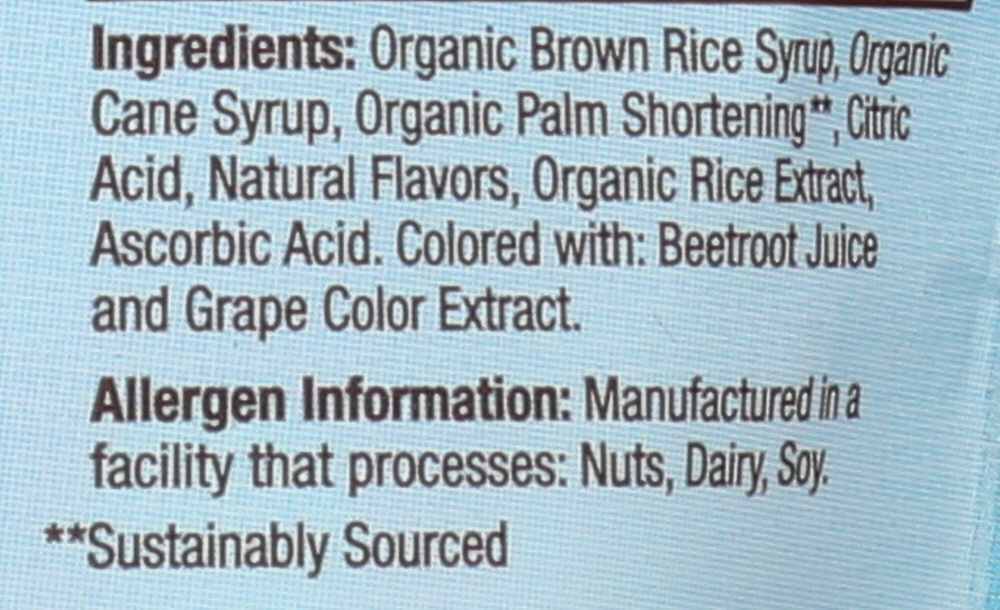 Ingredients: Organic Brown Rice Syrup, Organic
Cane Syrup, Organic Palm Shortening**, Citric
Acid, Natural Flavors, Organic Rice Extract,
Ascorbic Acid. Colored with: Beetroot Juice
and Grape Color Extract.
Allergen Information: Manufactured in a
facility that processes: Nuts, Dairy, Soy.
**Sustainably Sourced